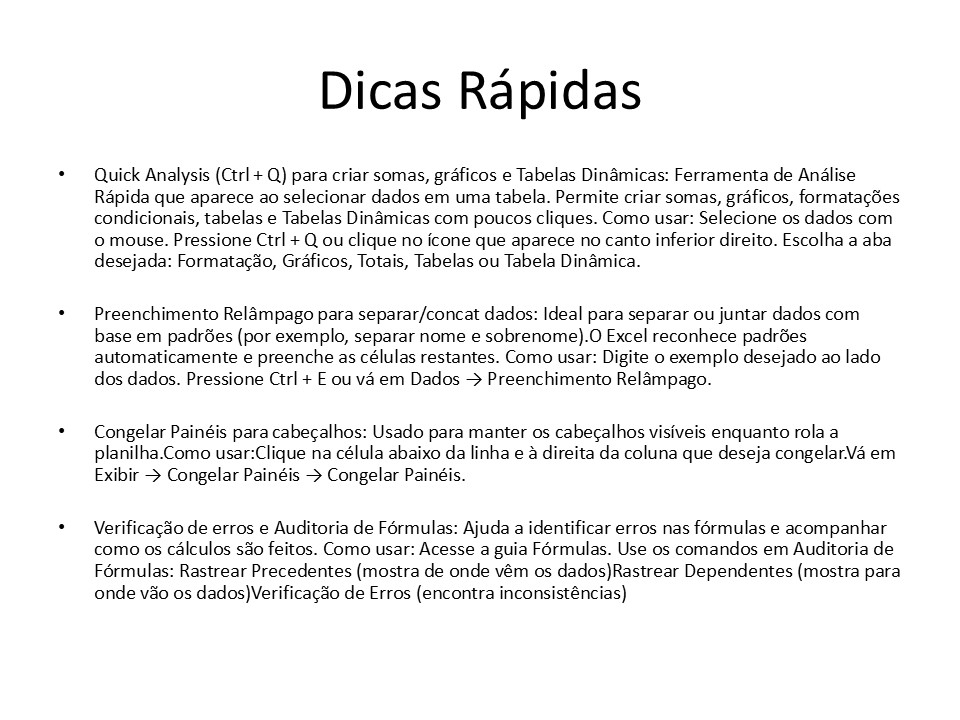 Dicas Rápidas
• Quick Analysis (Ctrl + Q) para criar somas, gráficos e Tabelas Dinâmicas: Ferramenta de Análise
Rápida que aparece ao selecionar dados em uma tabela. Permite criar somas, gráficos, formatações
condicionais, tabelas e Tabelas Dinâmicas com poucos cliques. Como usar: Selecione os dados com
o mouse. Pressione Ctrl + Q ou clique no ícone que aparece no canto inferior direito. Escolha a aba
desejada: Formatação, Gráficos, Totais, Tabelas ou Tabela Dinâmica.
• Preenchimento Relâmpago para separar/concat dados: Ideal para separar ou juntar dados com
base em padrões (por exemplo, separar nome e sobrenome).O Excel reconhece padrões
automaticamente e preenche as células restantes. Como usar: Digite o exemplo desejado ao lado
dos dados. Pressione Ctrl + E ou vá em Dados → Preenchimento Relâmpago.
• Congelar Painéis para cabeçalhos: Usado para manter os cabeçalhos visíveis enquanto rola a
planilha.Como usar:Clique na célula abaixo da linha e à direita da coluna que deseja congelar.Vá em
Exibir → Congelar Painéis → Congelar Painéis.
• Verificação de erros e Auditoria de Fórmulas: Ajuda a identificar erros nas fórmulas e acompanhar
como os cálculos são feitos. Como usar: Acesse a guia Fórmulas. Use os comandos em Auditoria de
Fórmulas: Rastrear Precedentes (mostra de onde vêm os dados)Rastrear Dependentes (mostra para
onde vão os dados)Verificação de Erros (encontra inconsistências)